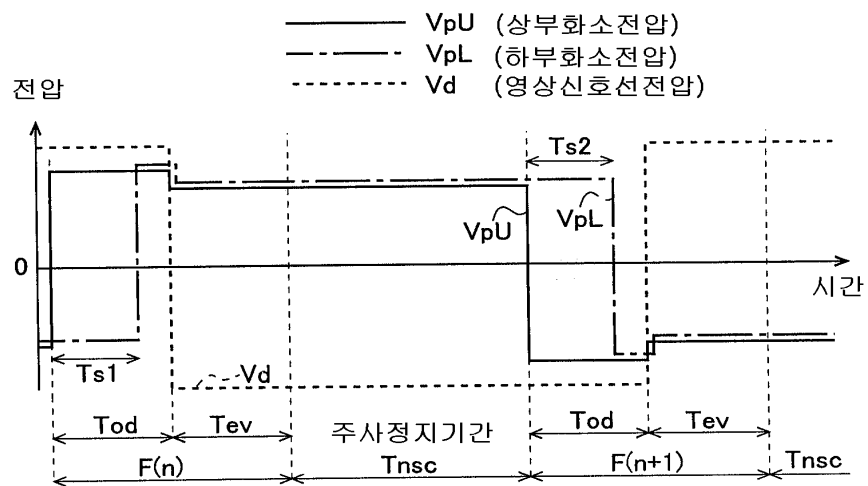 VpU (상부화소전압)
VpL (하부화소전압)
Vd (영상신호선전압)
전압
Ts2
VpU
VpL
0
시간
Ts1
Vd
Tod
Tev
주사정지기간
Tod
Tev
F(n)
Tnsc
F(n+1)
Tnsc